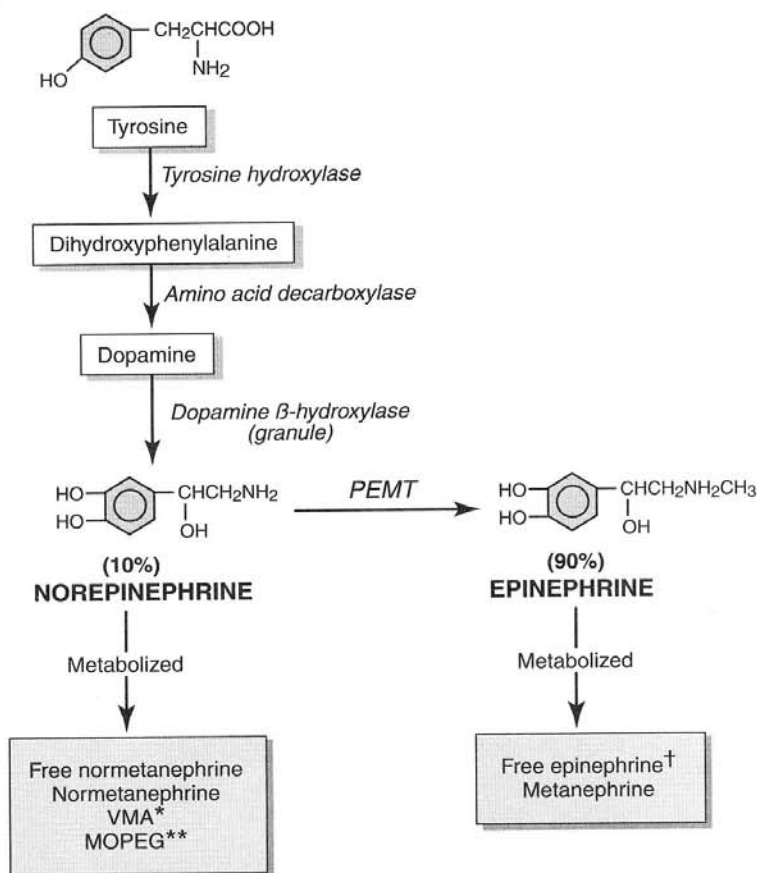 CH2CHCOOH
NH2
HO
Tyrosine
Tyrosine hydroxylase
Dihydroxyphenylalanine
Amino acid decarboxylase
Dopamine
Dopamine ß-hydroxylase
(granule)
HO
CHCH2NH2
HO
OH
PEMT
HO
CHCH2NH2CH3
HO
OH
(10%)
NOREPINEPHRINE
(90%)
EPINEPHRINE
Metabolized
Metabolized
Free normetanephrine
Normetanephrine
VMA*
MOPEG**
Free epinephrine†
Metanephrine